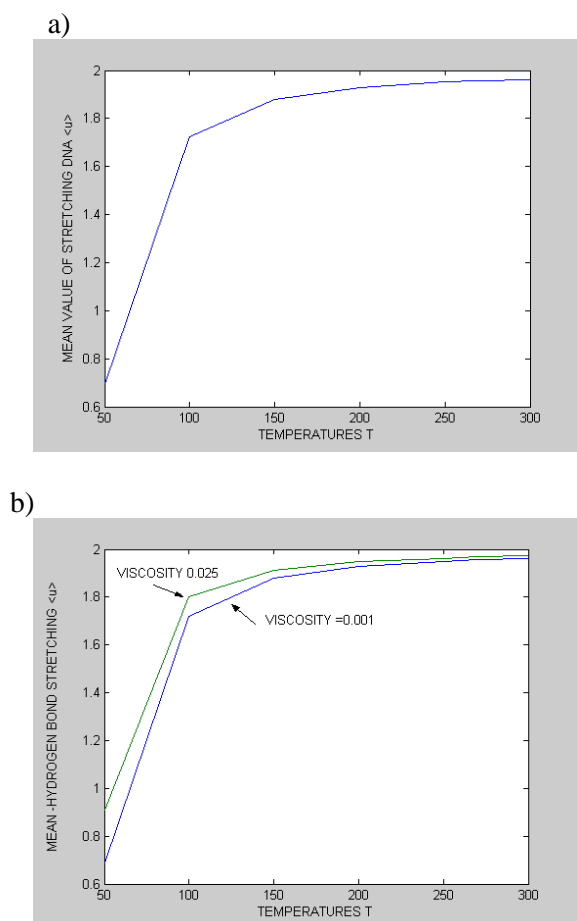 a)
2
1.8
1.6
1.4
1.2
1
0.8
0.6
MEAN VALUE OF STRETCHING DNA <u>
50 100 150 200 250 300
TEMPERATURES T
b)
2
1.8
1.6
1.4
1.2
1
0.8
0.6
MEAN -HYDROGEN BOND STRETCHING <u>
VISCOSITY 0.025
VISCOSITY =0.001
50 100 150 200 250 300
TEMPERATURES T